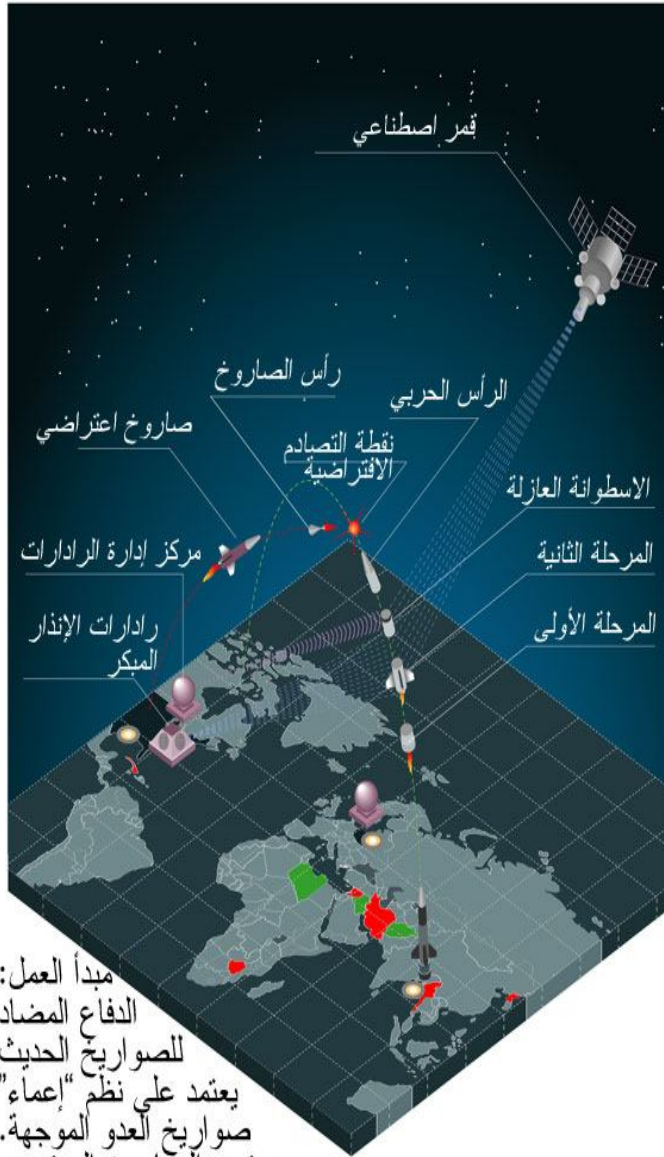 قمر اصطناعي
رأس الصاروخ
الرأس الحربي
صاروخ اعتراضي
نقطة التصادم
الافتراضية
الاسطوانة العازلة
مركز إدارة الرادارات
المرحلة الثانية
رادارات الإنذار
المبكر
المرحلة الأولى
مبدأ العمل:
الدفاع المضاد
للصواريخ الحديث
يعتمد على نظم "إعماء"
صواريخ العدو الموجهة.